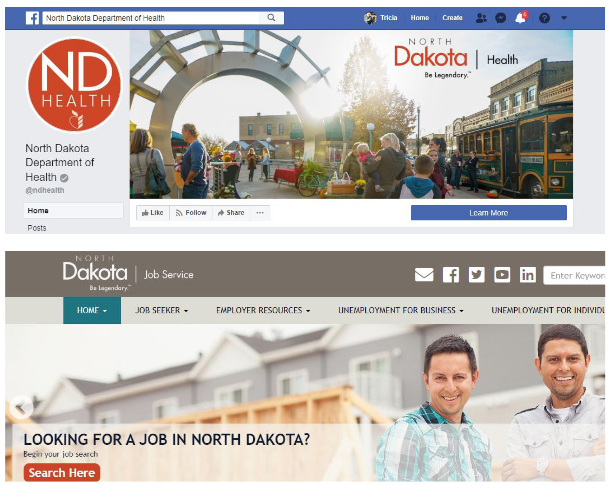 North Dakota Department of Health
Tricia Home Create
ND
HEALTH
NORTH
Dakota Health
Be Legendary.™
North Dakota
Department of
Health
@ndhealth
Home
Posts
Like Follow Share ...
Learn More
NORTH
Dakota Job Service
Be Legendary.™
Enter Keywor
HOME JOB SEEKER EMPLOYER RESOURCES UNEMPLOYMENT FOR BUSINESS UNEMPLOYMENT FOR INDIVIDU
LOOKING FOR A JOB IN NORTH DAKOTA?
Begin your job search
Search Here